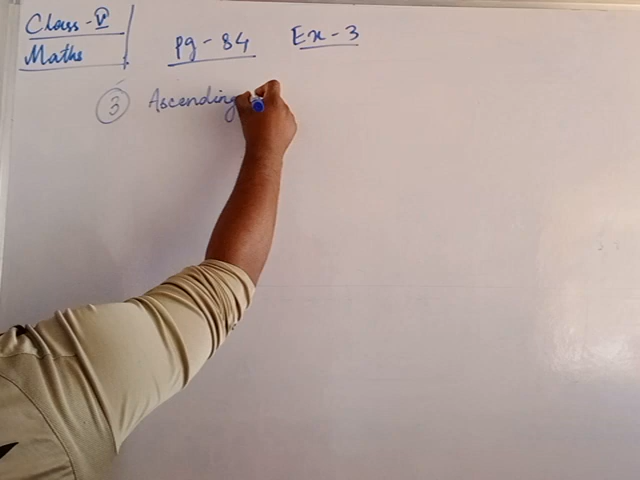 Class - V
Maths
Pg - 84 Ex - 3
3 Ascending